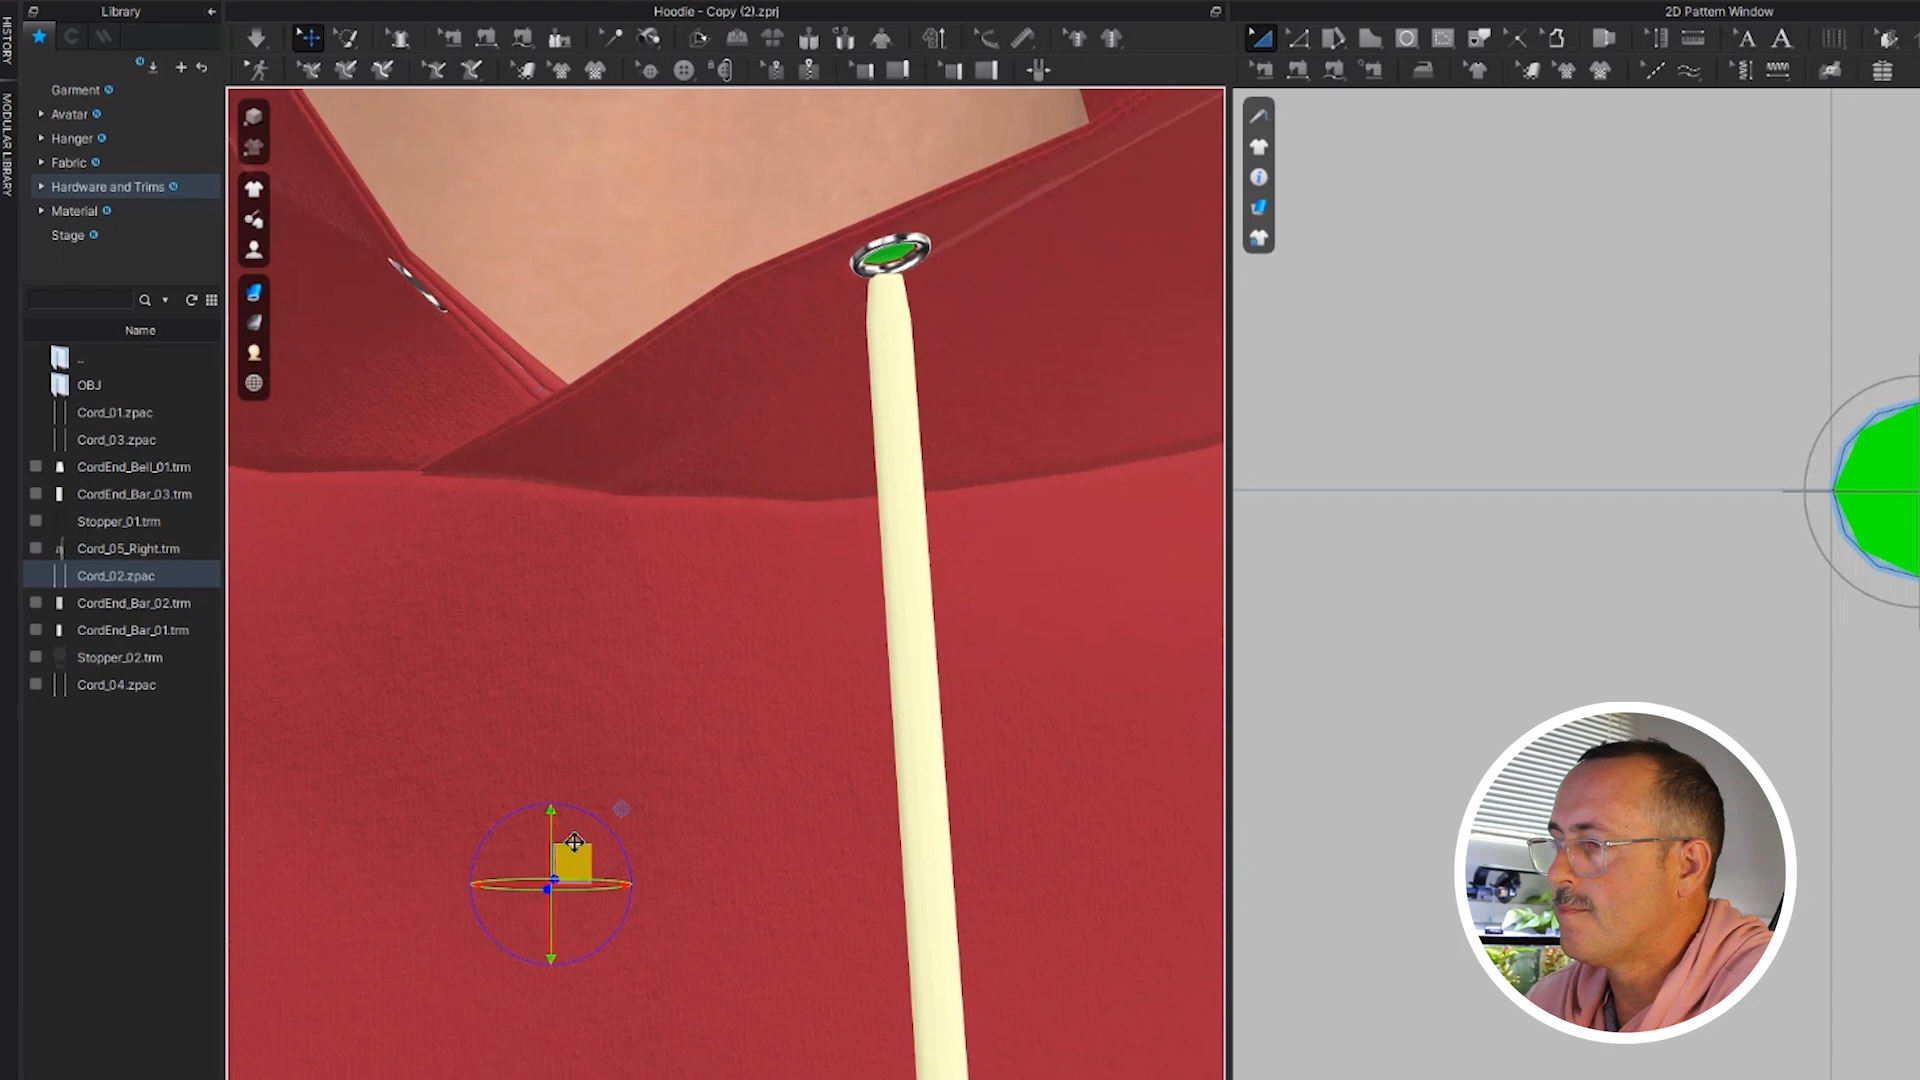 Library
Hoodie - Copy (2).zprj
2D Pattern Window
HISTORY
MODULAR LIBRARY
Garment
Avatar
Hanger
Fabric
Hardware and Trims
Material
Stage
Name
..
OBJ
Cord_01.zpac
Cord_03.zpac
CordEnd_Bell_01.trm
CordEnd_Bar_03.trm
Stopper_01.trm
Cord_05_Right.trm
Cord_02.zpac
CordEnd_Bar_02.trm
CordEnd_Bar_01.trm
Stopper_02.trm
Cord_04.zpac